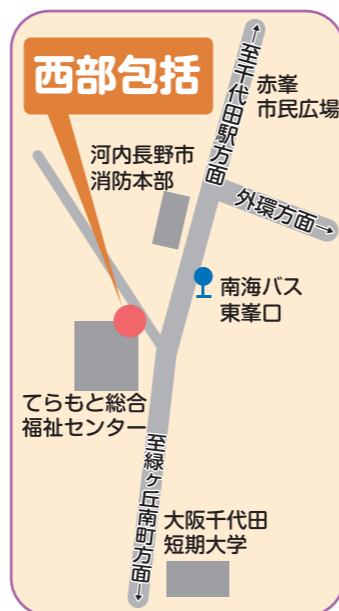 西部包括
↑至千代田駅方面
赤峯
市民広場
河内長野市
消防本部
外環方面→
南海バス
東峯口
てらもと総合
福祉センター
至緑ヶ丘南町方面→
大阪千代田
短期大学